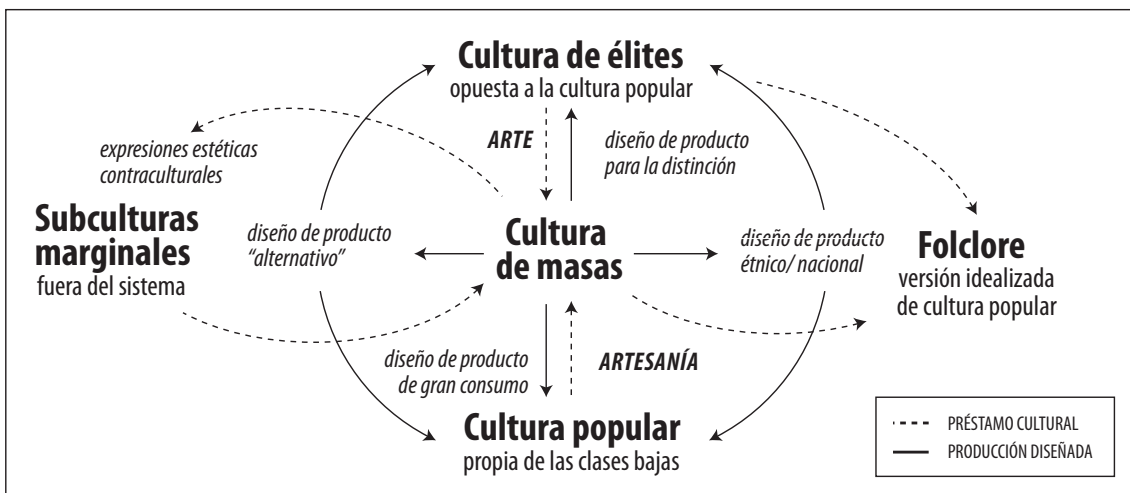 Cultura de élites
opuesta a la cultura popular
ARTE
diseño de producto
para la distinción
expresiones estéticas
contraculturales
Subculturas
marginales
fuera del sistema
diseño de producto
“alternativo”
Cultura
de masas
diseño de producto
étnico/ nacional
Folclore
versión idealizada
de cultura popular
diseño de producto
de gran consumo
ARTESANÍA
Cultura popular
propia de las clases bajas
PRÉSTAMO CULTURAL
PRODUCCIÓN DISEÑADA